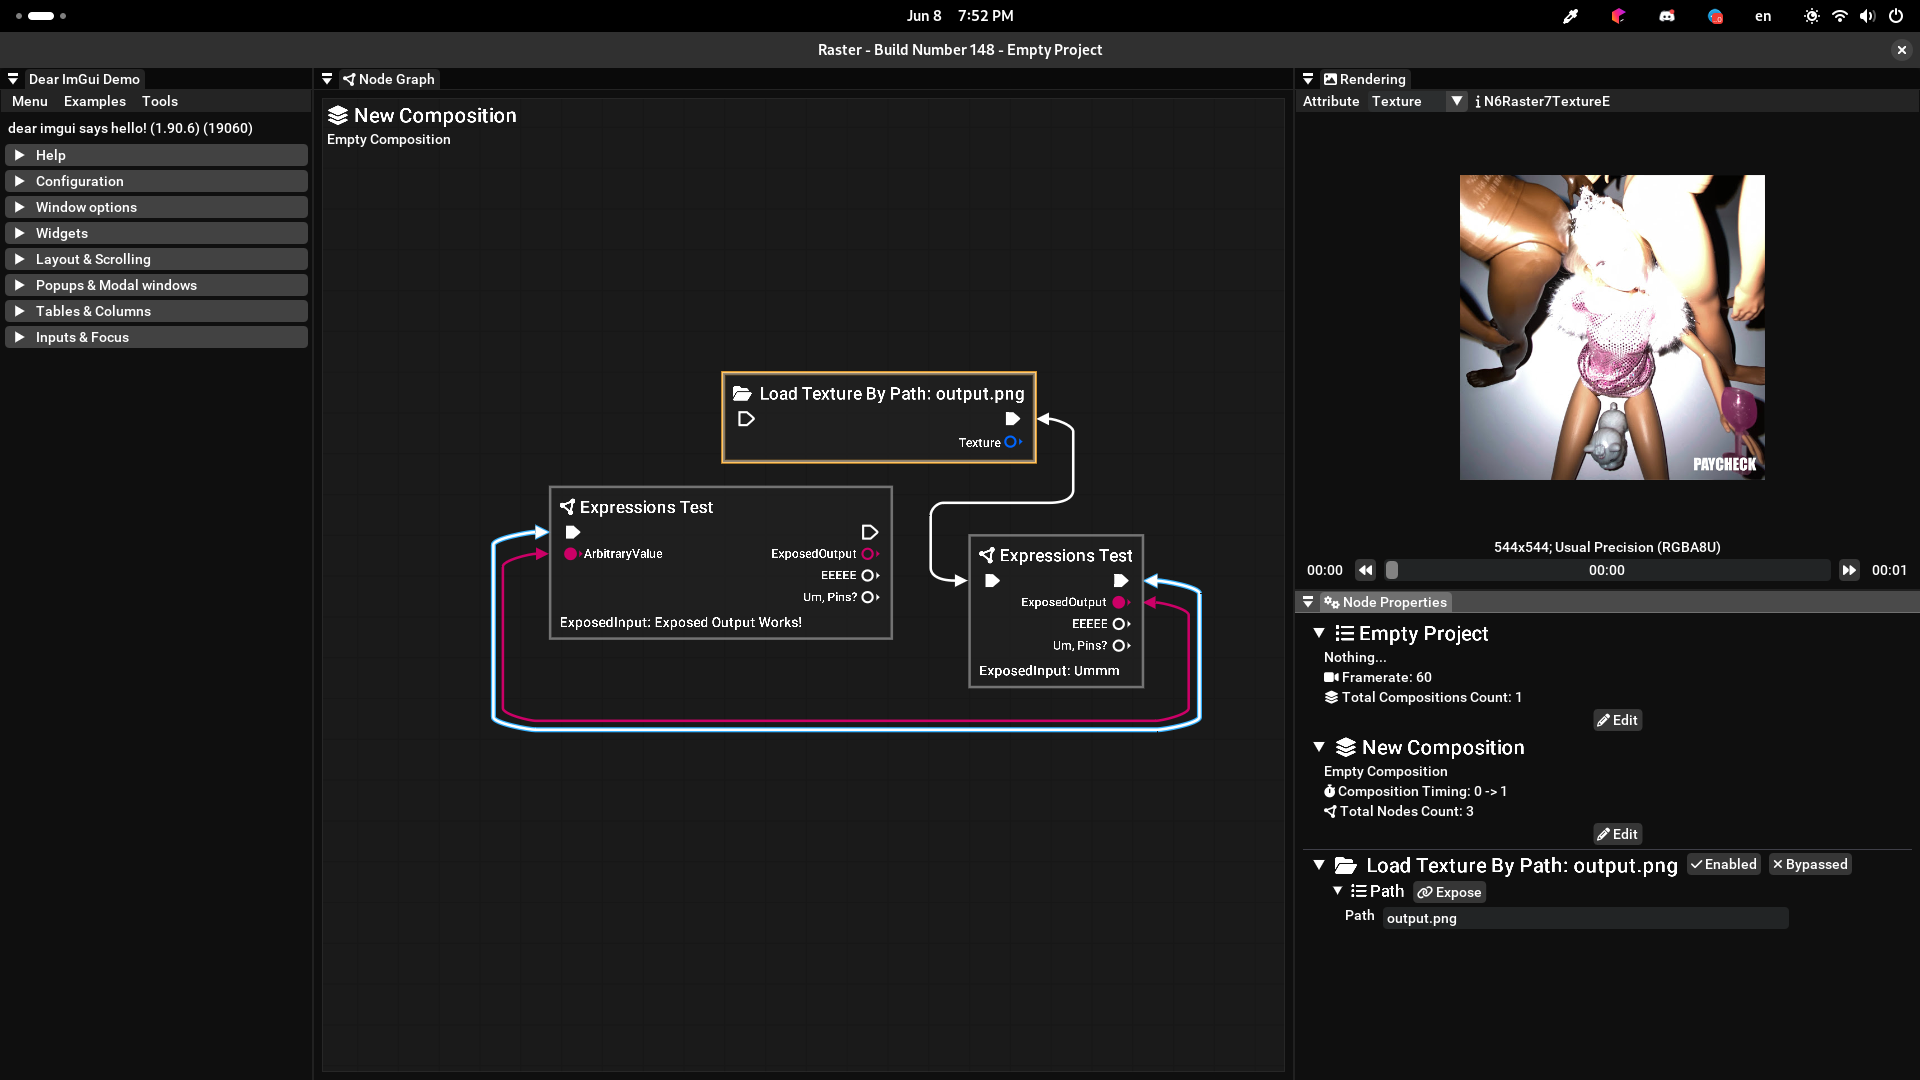 Jun 8 7:52 PM
en
Raster - Build Number 148 - Empty Project
Dear ImGui Demo
Menu Examples Tools
dear imgui says hello! (1.90.6) (19060)
Help
Configuration
Window options
Widgets
Layout & Scrolling
Popups & Modal windows
Tables & Columns
Inputs & Focus
Node Graph
New Composition
Empty Composition
Load Texture By Path: output.png
Texture
Expressions Test
ArbitraryValue ExposedOutput
EEEEE
Um, Pins?
ExposedInput: Exposed Output Works!
Expressions Test
ExposedOutput
EEEEE
Um, Pins?
ExposedInput: Ummm
Rendering
Attribute Texture N6Raster7TextureE
PAYCHECK
544x544; Usual Precision (RGBA8U)
00:00 00:00 00:01
Node Properties
Empty Project
Nothing...
Framerate: 60
Total Compositions Count: 1
Edit
New Composition
Empty Composition
Composition Timing: 0 -> 1
Total Nodes Count: 3
Edit
Load Texture By Path: output.png Enabled Bypassed
Path Expose
Path output.png